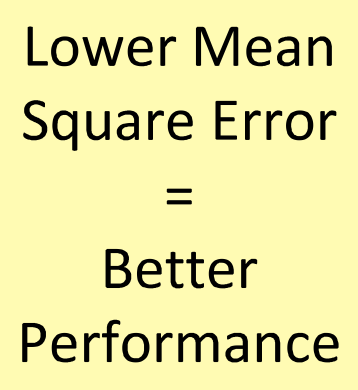 Lower Mean
Square Error
=
Better
Performance